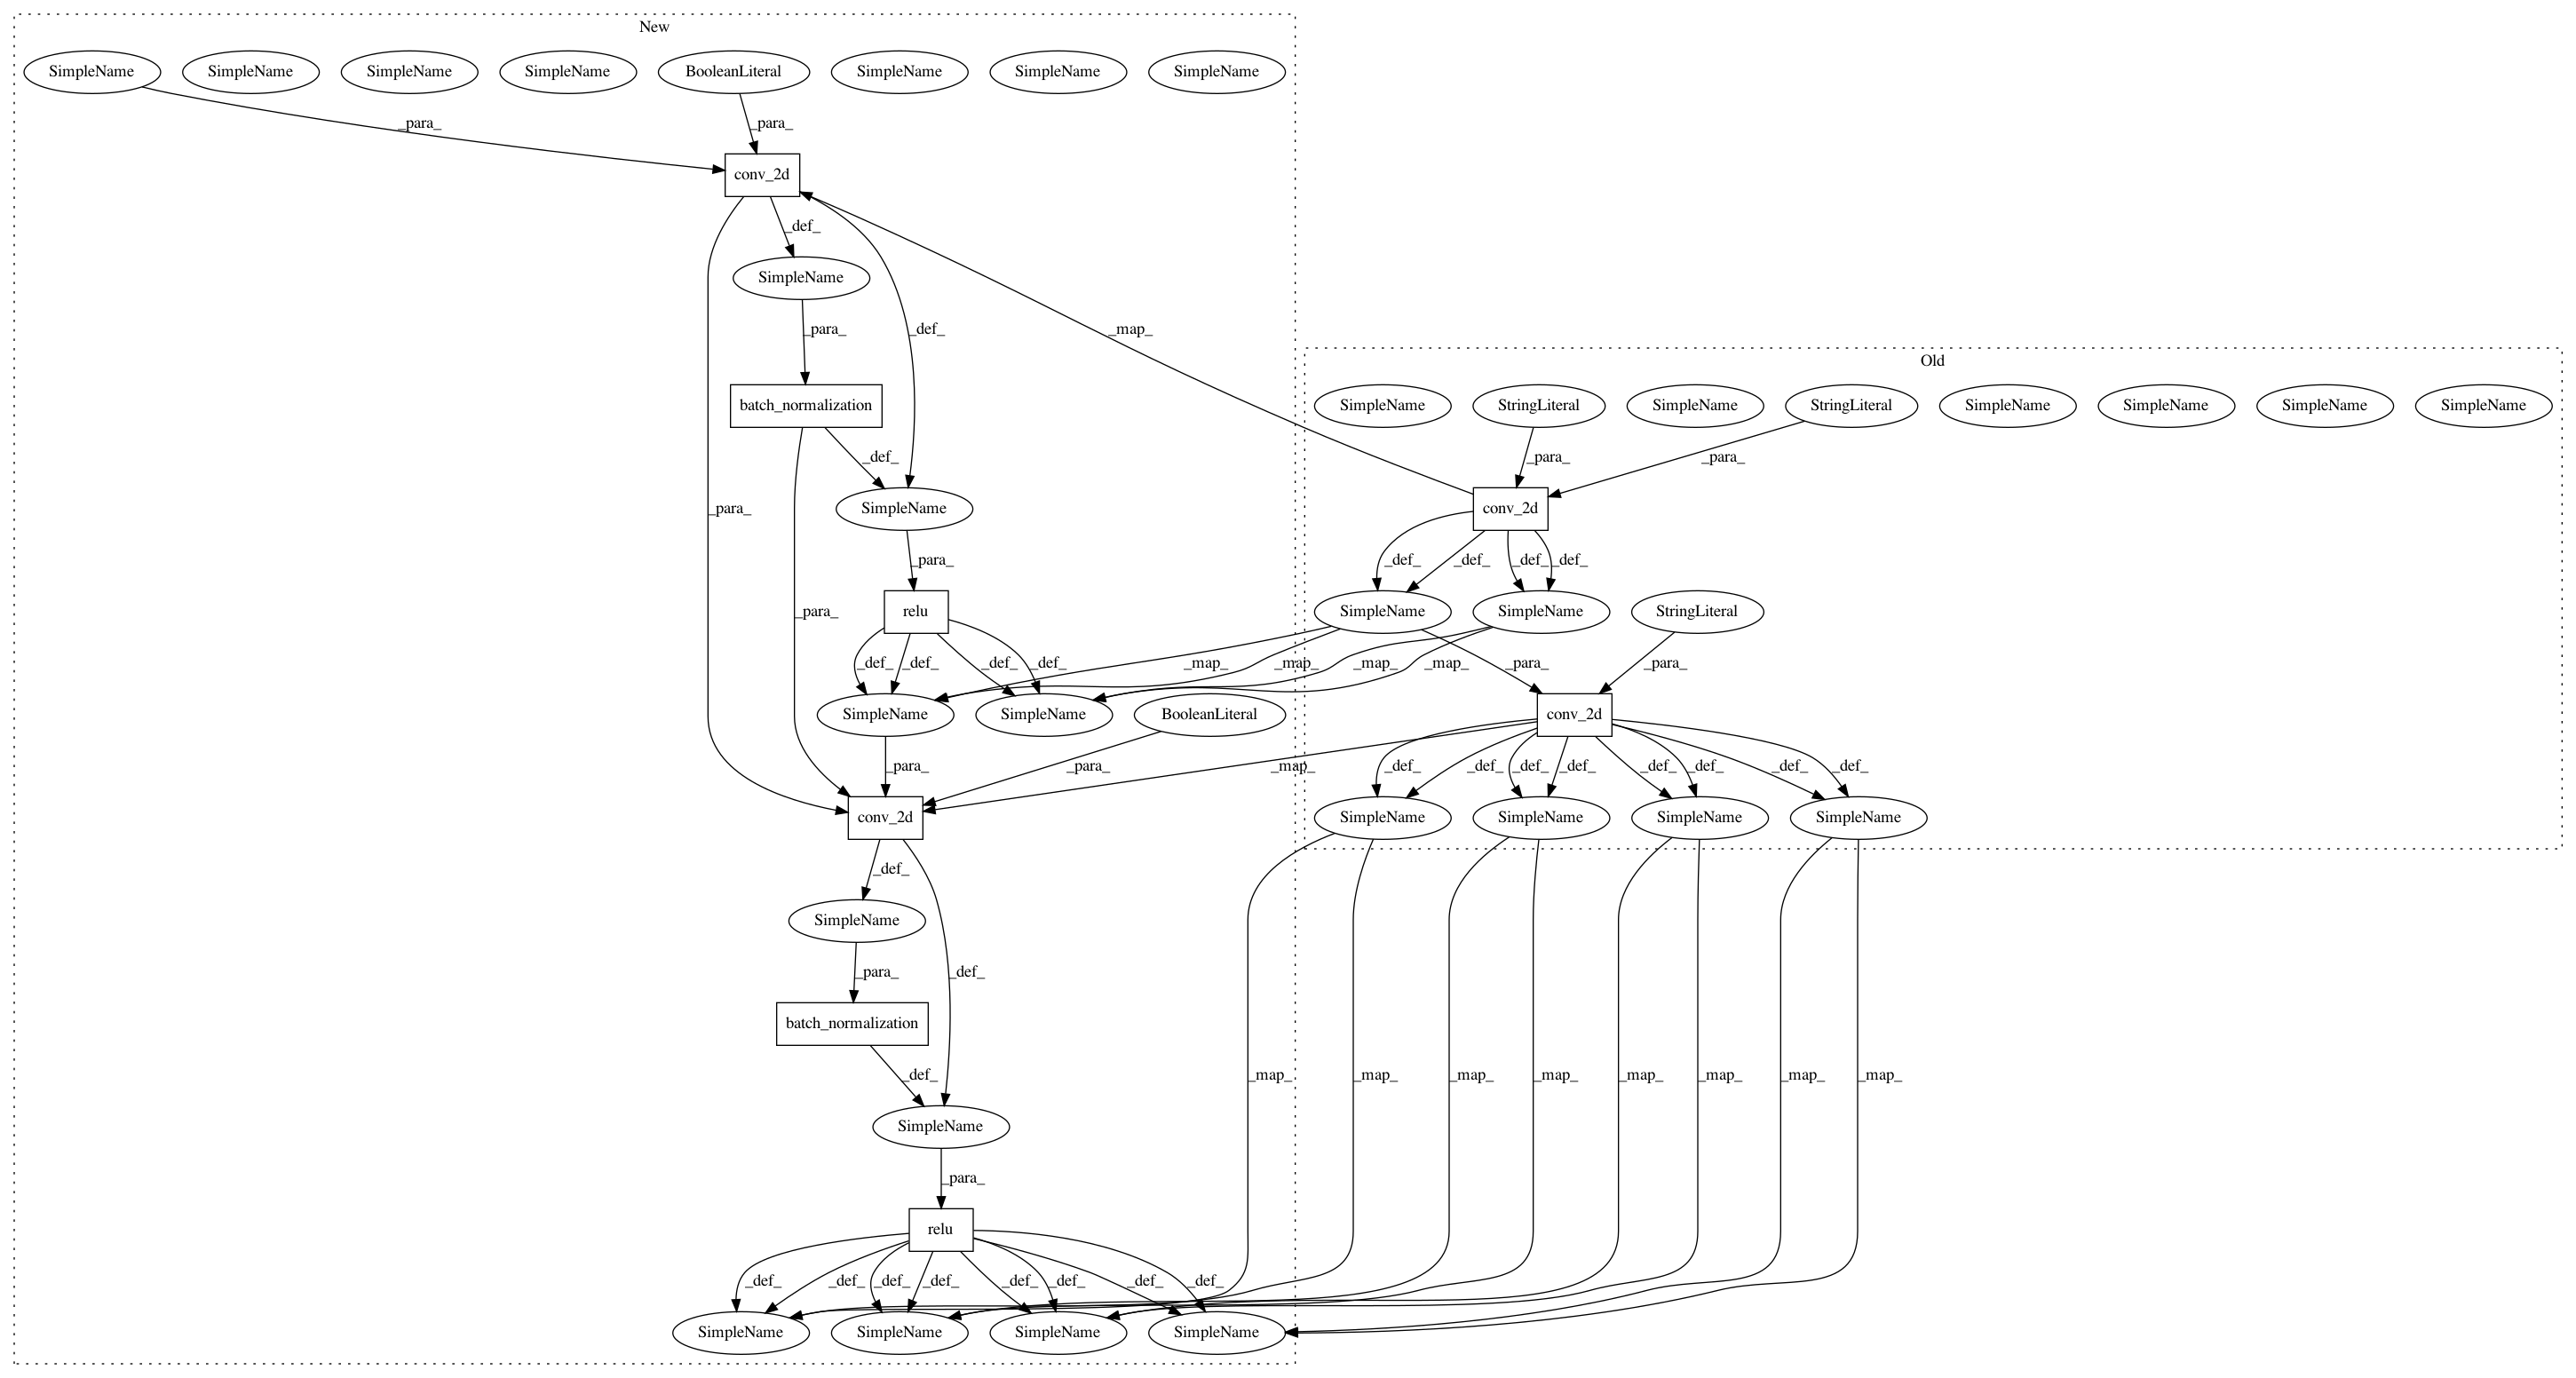 New
SimpleName SimpleName SimpleName SimpleName BooleanLiteral SimpleName SimpleName SimpleName
_para_ _para_
conv_2d
_def_
SimpleName
_para_ _def_ _map_
Old
batch_normalization SimpleName StringLiteral SimpleName StringLiteral SimpleName SimpleName SimpleName SimpleName
_def_ _para_ _para_
_para_ SimpleName conv_2d
_para_ _def_ _def_ _def_ _def_
_para_ relu SimpleName SimpleName StringLiteral
_def_ _def_ _def_ _def_ _map_ _map_ _map_ _map_ _para_ _para_
SimpleName SimpleName BooleanLiteral conv_2d
_para_ _para_ _map_ _def_ _def_ _def_ _def_ _def_ _def_ _def_ _def_
conv_2d SimpleName SimpleName SimpleName SimpleName
_def_
SimpleName
_para_ _def_
batch_normalization
_def_ _map_ _map_ _map_ _map_ _map_ _map_ _map_ _map_
SimpleName
_para_
relu
_def_ _def_ _def_ _def_ _def_ _def_ _def_ _def_
SimpleName SimpleName SimpleName SimpleName